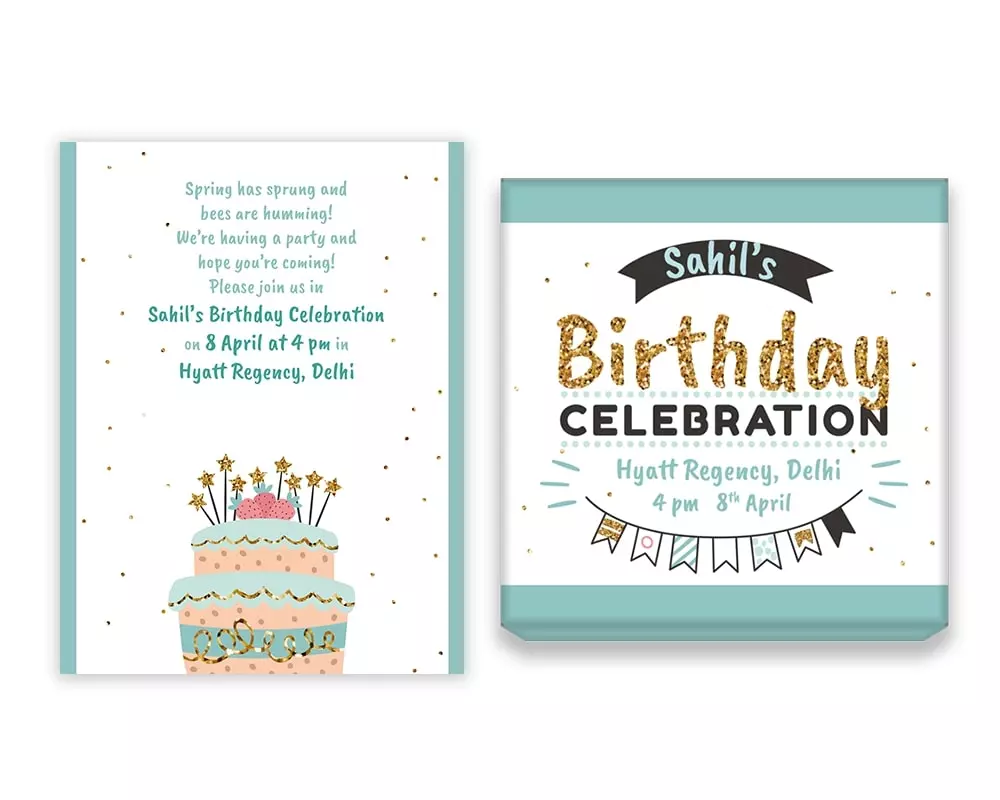 Spring has sprung and
bees are humming!
We're having a party and
hope you're coming!
Please join us in
Sahil's Birthday Celebration
on 8 April at 4 pm in
Hyatt Regency, Delhi
Sahil's
Birthday
CELEBRATION
Hyatt Regency, Delhi
4 pm 8th April